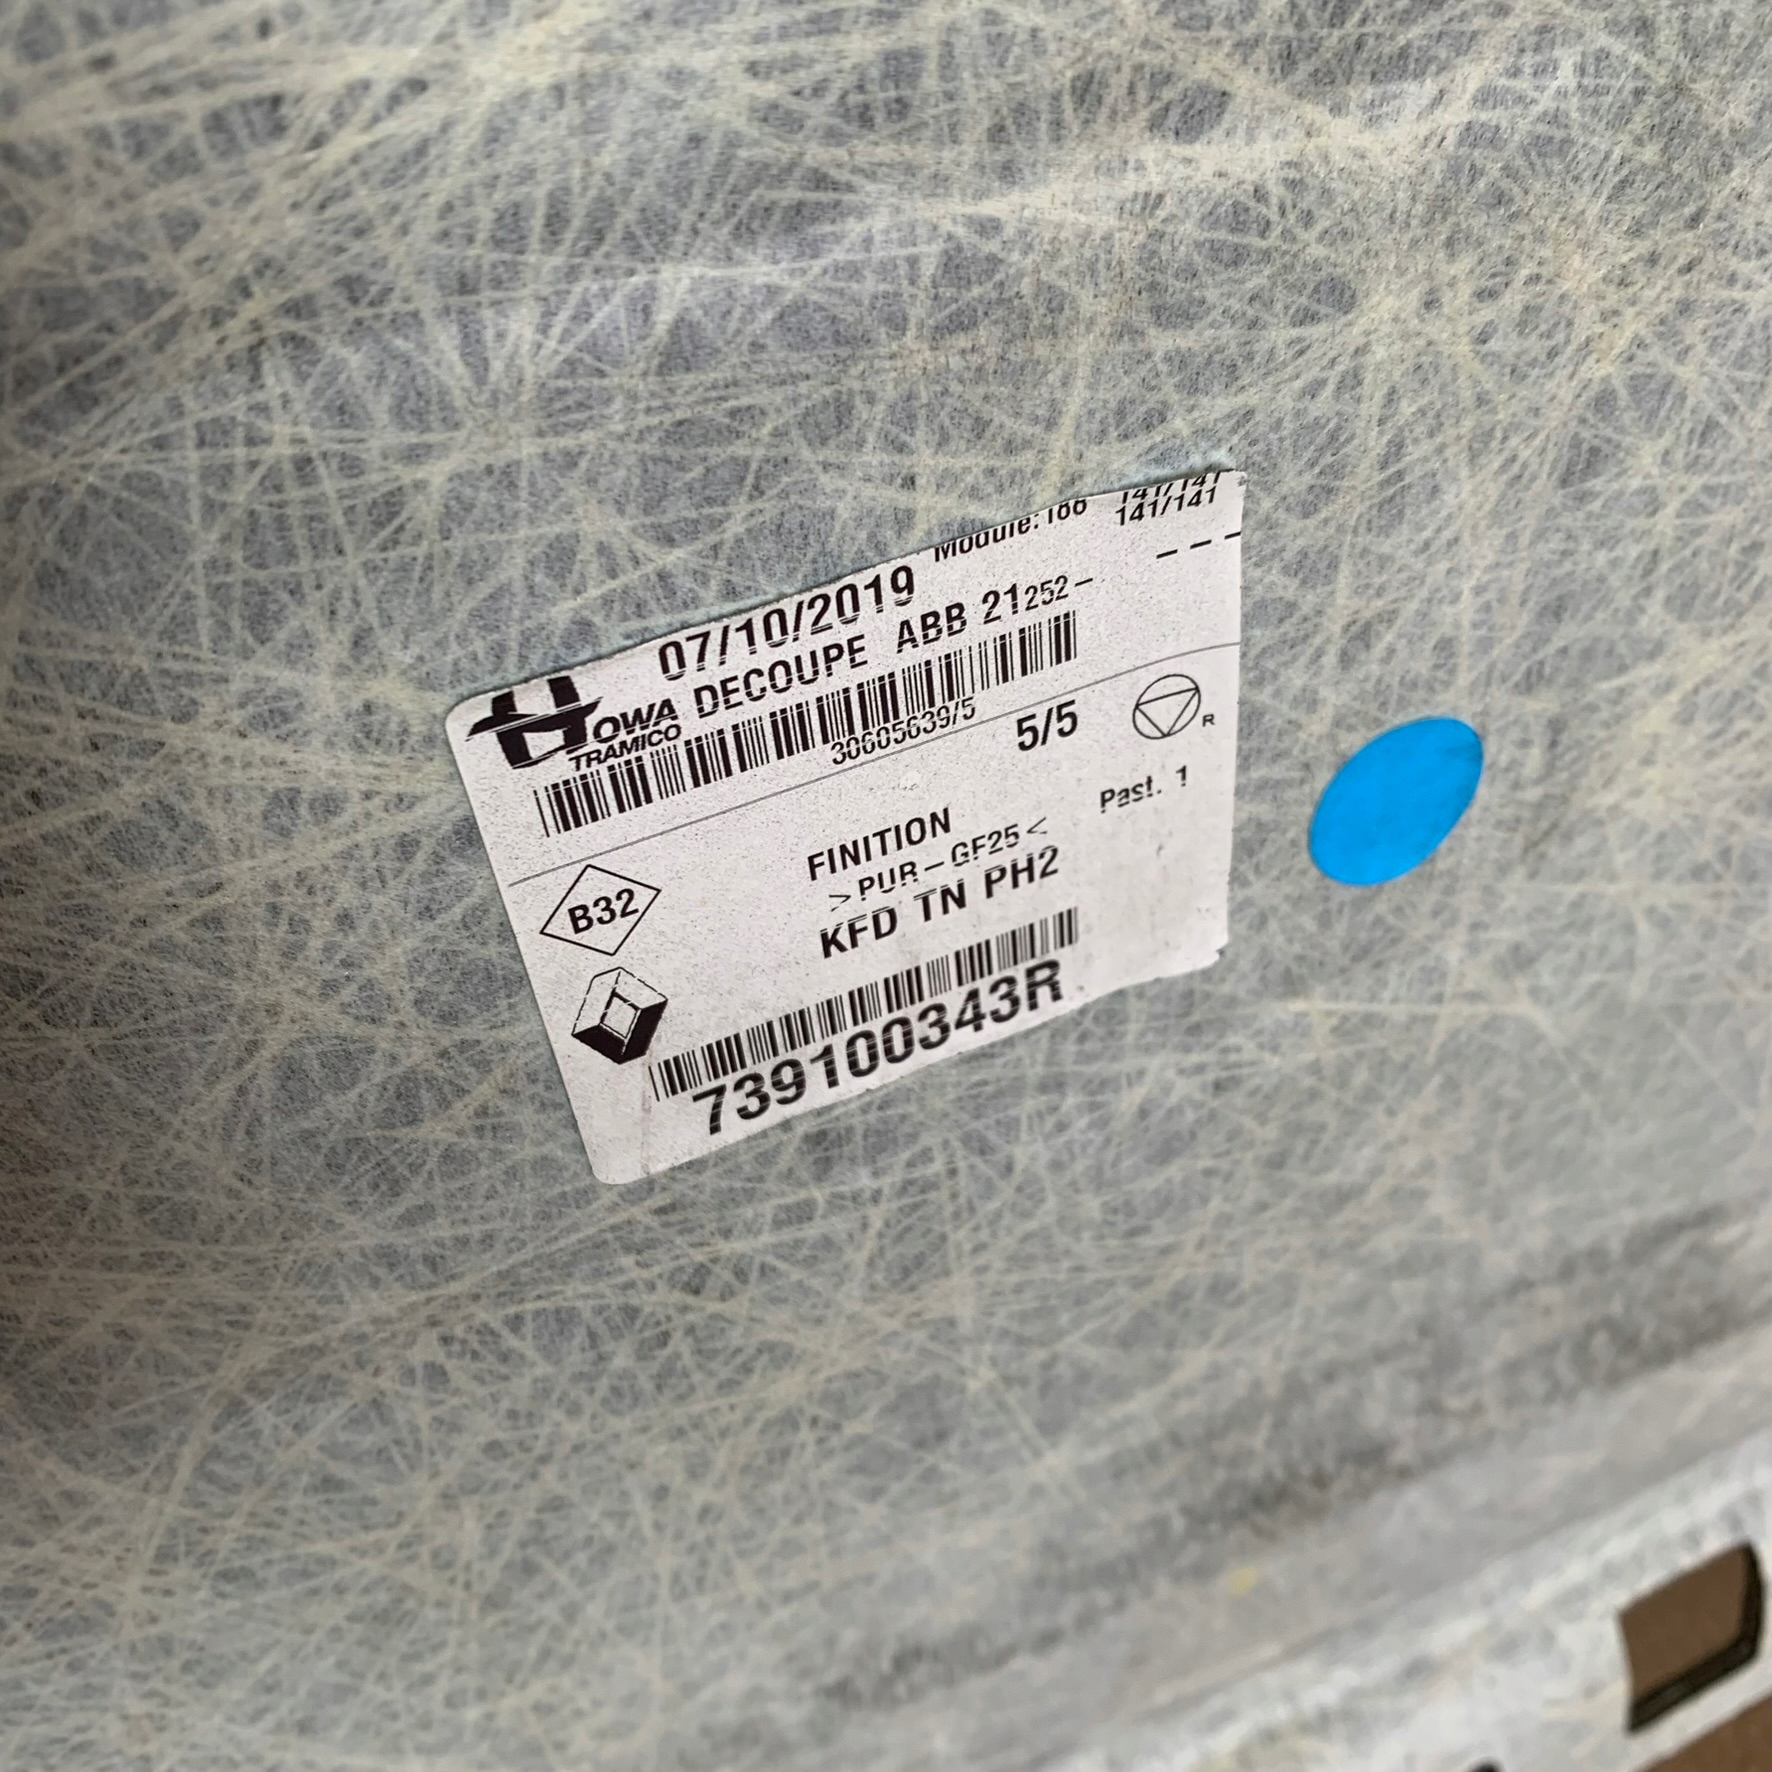 Module:166 141/141
141/141
07/10/2019
HOWA TRAMICO
DECOUPE ABB 21252- ---
30605639/5
5/5
R
FINITION
Past. 1
>PUR-GF25<
B32
KFD TN PH2
739100343R